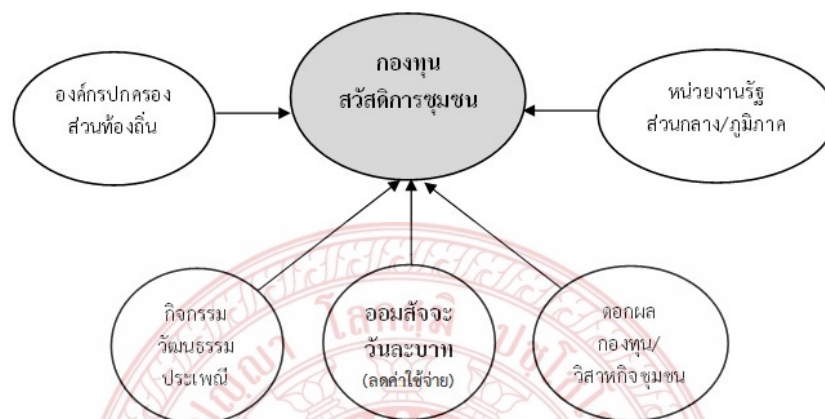 กองทุน
สวัสดิการชุมชน
องค์กรปกครอง
ส่วนท้องถิ่น
หน่วยงานรัฐ
ส่วนกลาง/ภูมิภาค
กิจกรรม
วัฒนธรรม
ประเพณี
ออมสัจจะ
วันละบาท
(ลดค่าใช้จ่าย)
ดอกผล
กองทุน/
วิสาหกิจชุมชน
โลกสฺมิ